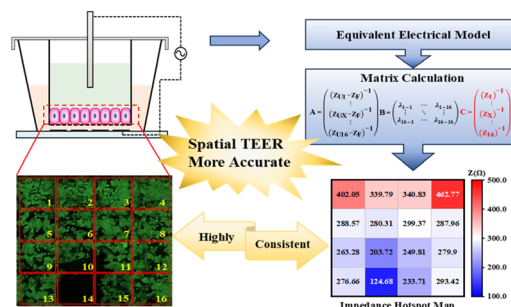 Equivalent Electrical Model
Matrix Calculation
A= (Z_U1-Z_F)^-1 ⋮ (Z_UX-Z_F)^-1 ⋮ (Z_U16-Z_F)^-1 B= λ_1-1 ⋯ λ_1-16 ⋮ ⋱ ⋮ λ_16-1 ⋯ λ_16-16 C= (Z_1)^-1 ⋮ (Z_X)^-1 ⋮ (Z_16)^-1
Spatial TEER
More Accurate
Highly
Consistent
1 2 3 4
5 6 7 8
9 10 11 12
13 14 15 16
Z(Ω)
402.05 339.79 340.83 462.77
288.57 280.31 299.37 287.96
263.28 203.72 249.81 279.9
276.66 124.68 233.71 293.42
500.0
400.0
300.0
200.0
100.0
Impedance Hotspot Map